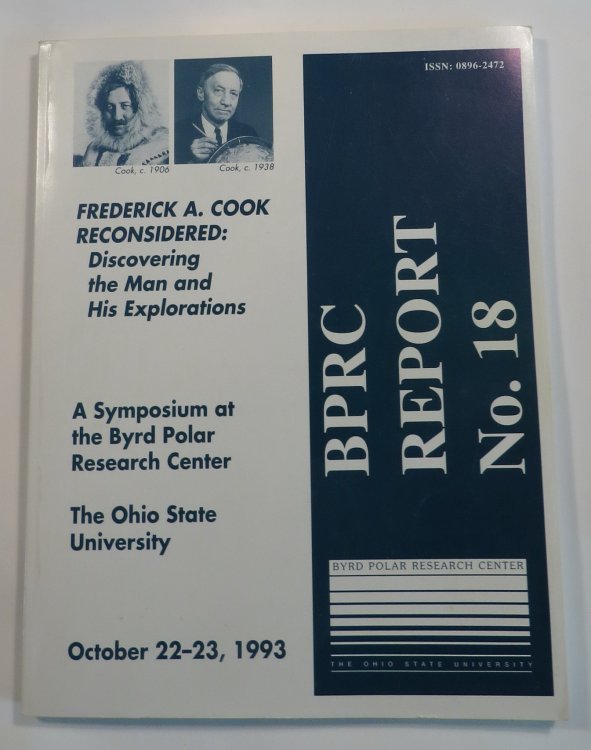 ISSN: 0896-2472
Cook, c. 1906
Cook, c. 1938
FREDERICK A. COOK
RECONSIDERED:
Discovering
the Man and
His Explorations
A Symposium at
the Byrd Polar
Research Center
The Ohio State
University
October 22–23, 1993
BPRC
REPORT
No. 18
BYRD POLAR RESEARCH CENTER
THE OHIO STATE UNIVERSITY